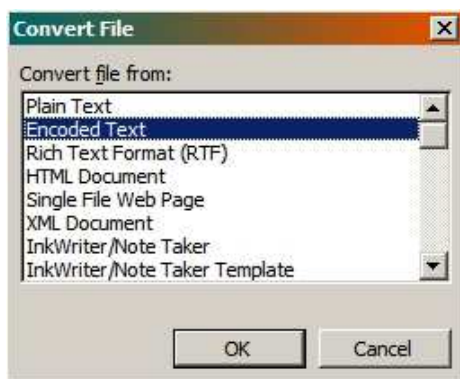 Convert File
Convert file from:
Plain Text
Encoded Text
Rich Text Format (RTF)
HTML Document
Single File Web Page
XML Document
InkWriter/Note Taker
InkWriter/Note Taker Template
OK Cancel